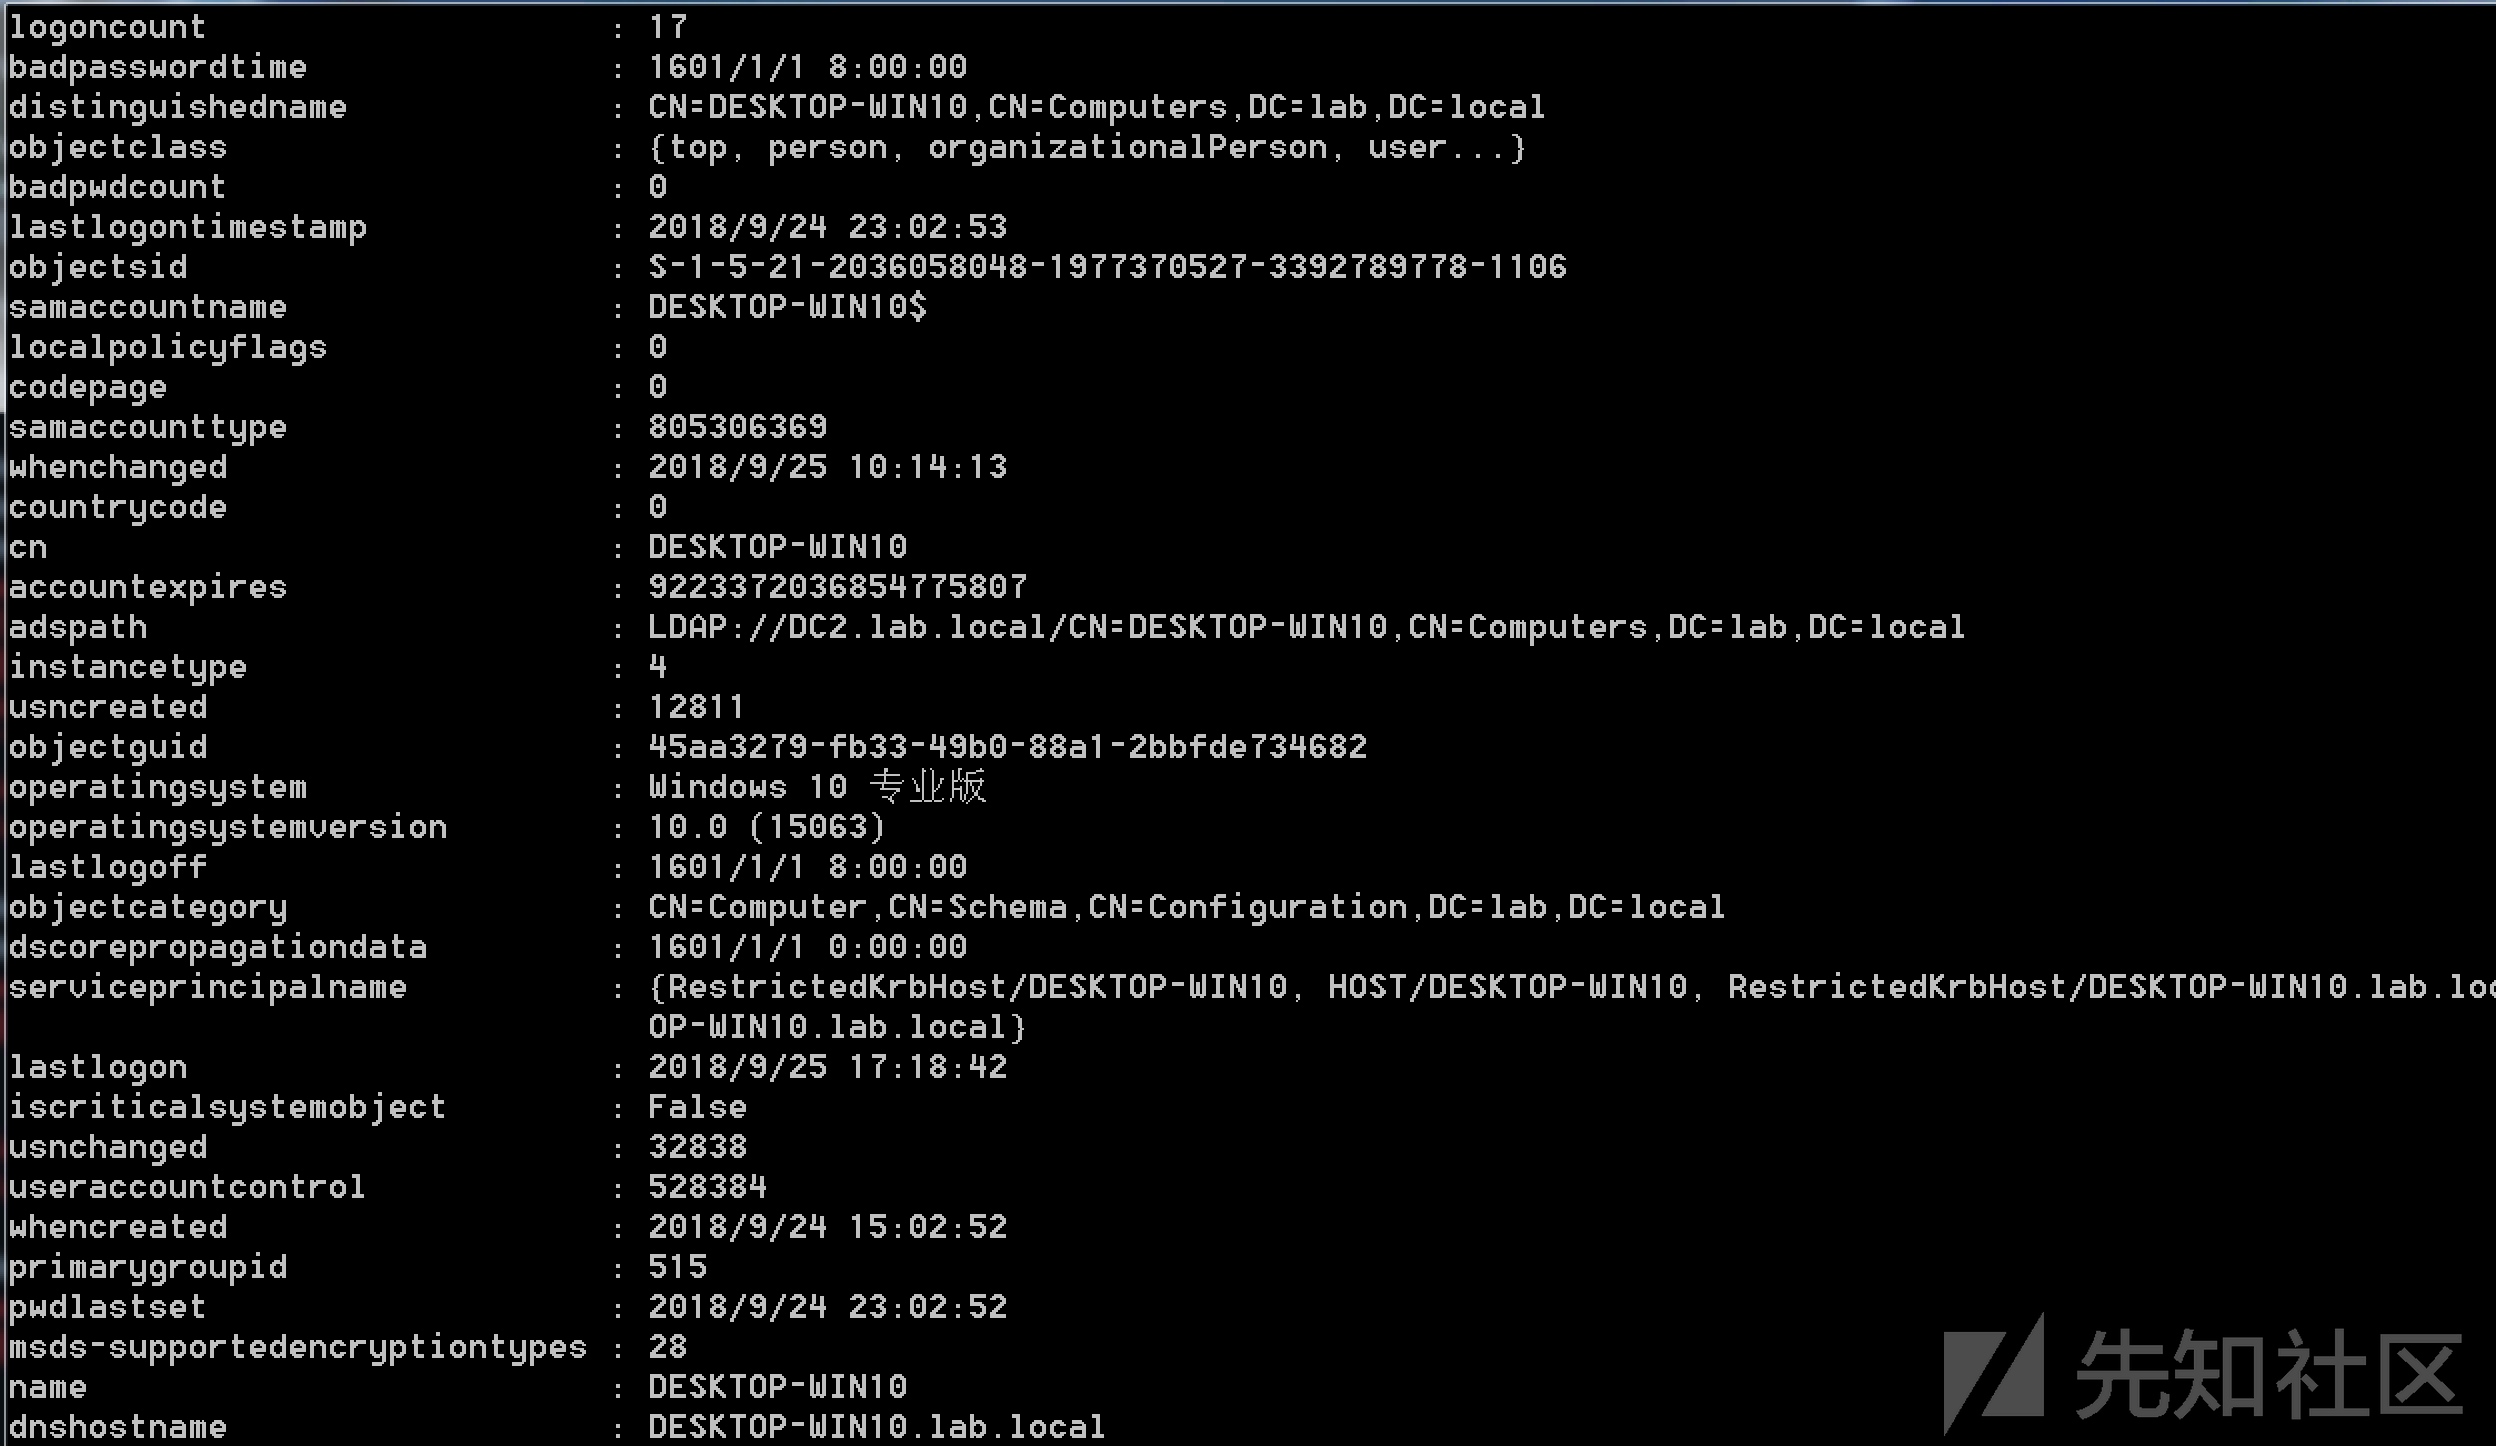 logoncount : 17
badpasswordtime : 1601/1/1 8:00:00
distinguishedname : CN=DESKTOP-WIN10,CN=Computers,DC=lab,DC=local
objectclass : {top, person, organizationalPerson, user...}
badpwdcount : 0
lastlogontimestamp : 2018/9/24 23:02:53
objectsid : S-1-5-21-2036058048-1977370527-3392789778-1106
samaccountname : DESKTOP-WIN10$
localpolicyflags : 0
codepage : 0
samaccounttype : 805306369
whenchanged : 2018/9/25 10:14:13
countrycode : 0
cn : DESKTOP-WIN10
accountexpires : 9223372036854775807
adspath : LDAP://DC2.lab.local/CN=DESKTOP-WIN10,CN=Computers,DC=lab,DC=local
instancetype : 4
usncreated : 12811
objectguid : 45aa3279-fb33-49b0-88a1-2bbfde734682
operatingsystem : Windows 10 专业版
operatingsystemversion : 10.0 (15063)
lastlogoff : 1601/1/1 8:00:00
objectcategory : CN=Computer,CN=Schema,CN=Configuration,DC=lab,DC=local
dscorepropagationdata : 1601/1/1 0:00:00
serviceprincipalname : {RestrictedKrbHost/DESKTOP-WIN10, HOST/DESKTOP-WIN10, RestrictedKrbHost/DESKTOP-WIN10.lab.loc
OP-WIN10.lab.local}
lastlogon : 2018/9/25 17:18:42
iscriticalsystemobject : False
usnchanged : 32838
useraccountcontrol : 528384
whencreated : 2018/9/24 15:02:52
primarygroupid : 515
pwdlastset : 2018/9/24 23:02:52
msds-supportedencryptiontypes : 28
name : DESKTOP-WIN10
dnshostname : DESKTOP-WIN10.lab.local
先知社区